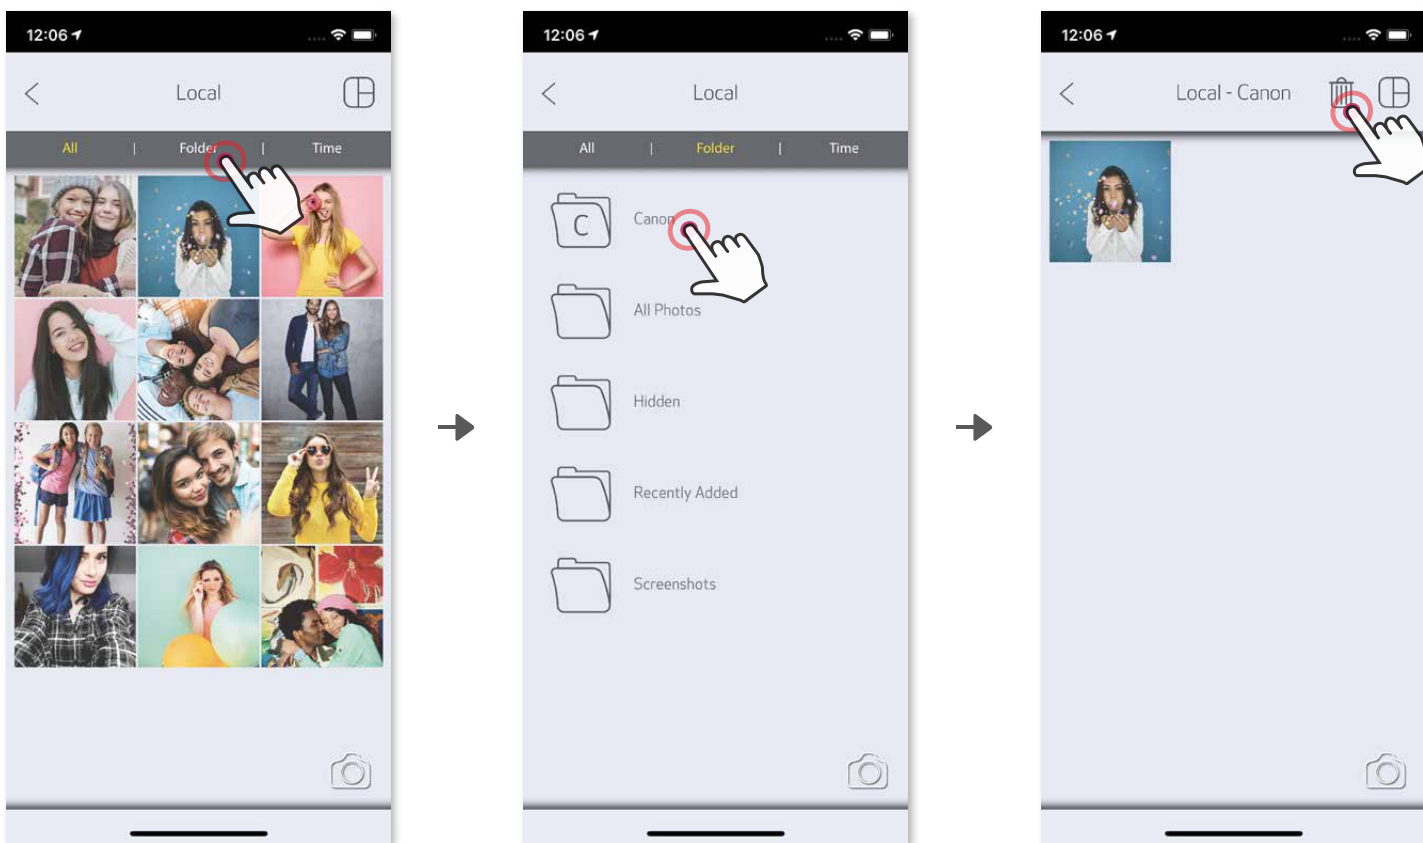 12:06
Local
All | Folder | Time
12:06
Local
All | Folder | Time
C
Canon
All Photos
Hidden
Recently Added
Screenshots
12:06
Local - Canon